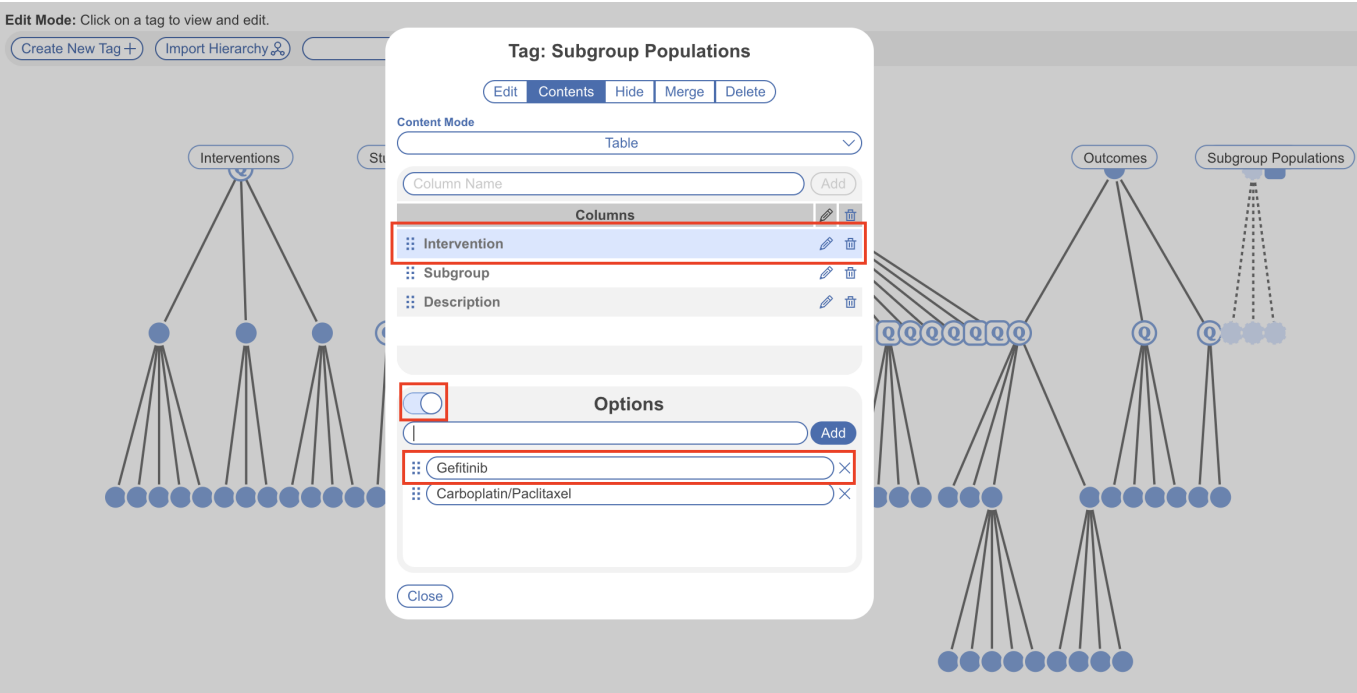 Edit Mode: Click on a tag to view and edit.
Create New Tag
Import Hierarchy
Tag: Subgroup Populations
Edit Contents Hide Merge Delete
Content Mode
Table
Interventions
Stu
Outcomes
Subgroup Populations
Column Name Add
Columns
Intervention
Subgroup
Description
Q
Q Q Q Q Q Q Q Q Q
Options
Add
Gefitinib
Carboplatin/Paclitaxel
Close